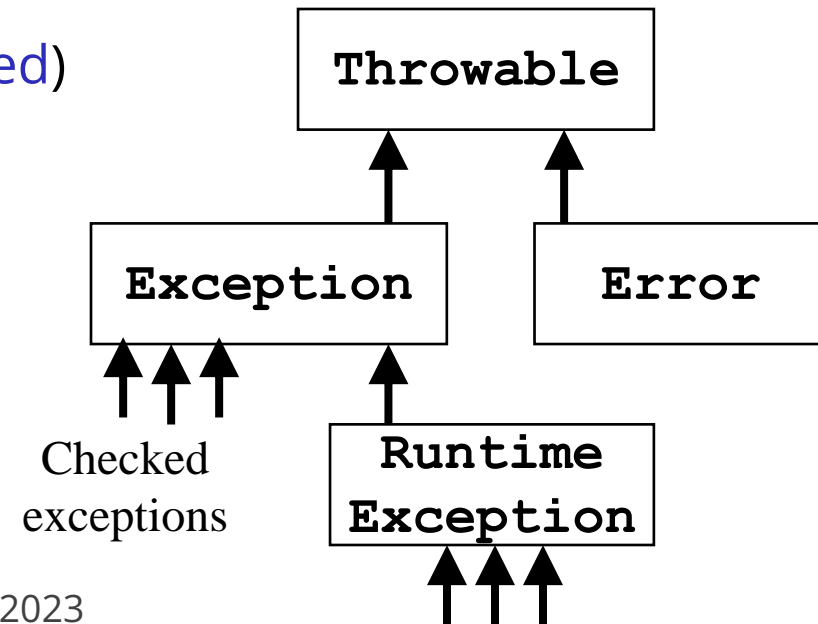 ed)
Throwable
Exception
Error
Checked
exceptions
Runtime
Exception
2023